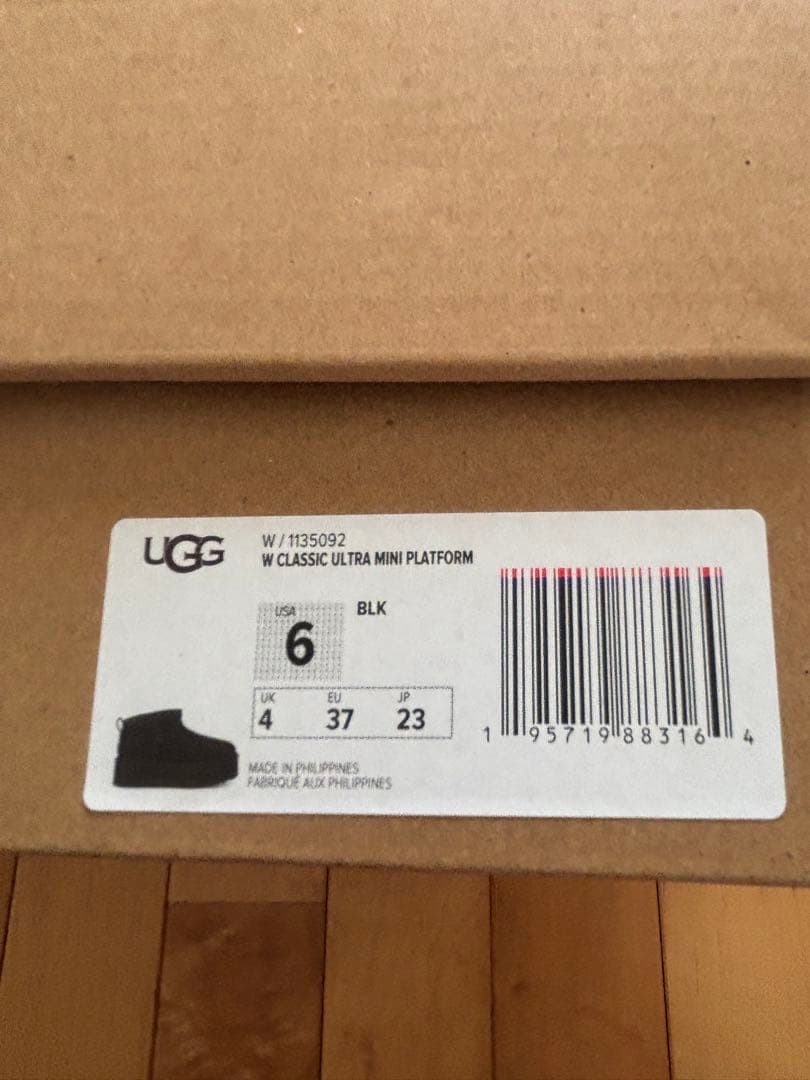 UGG
W / 1135092
W CLASSIC ULTRA MINI PLATFORM
USA
6
BLK
UK EU JP
4 37 23
MADE IN PHILIPPINES
FABRIQUÉ AUX PHILIPPINES
1 95719 88316 4